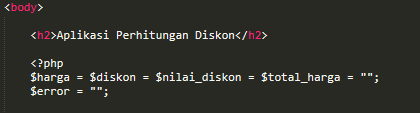 <body>
<h2>Aplikasi Perhitungan Diskon</h2>
<?php
$harga = $diskon = $nilai_diskon = $total_harga = "";
$error = "";